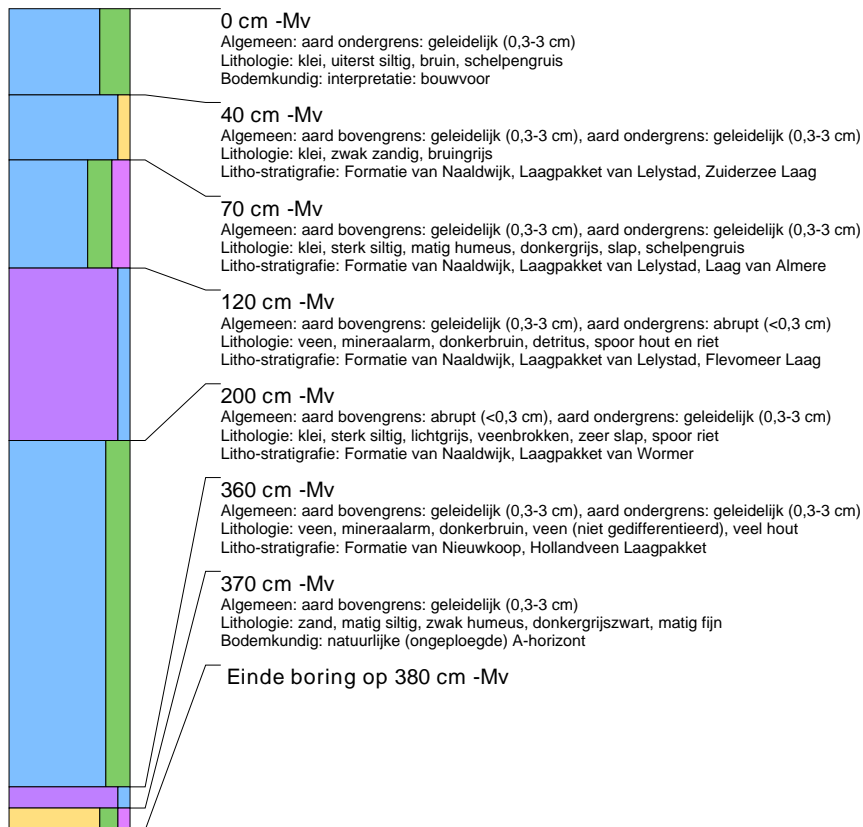 0 cm -Mv
Algemeen: aard ondergrens: geleidelijk (0,3-3 cm)
Lithologie: klei, uiterst siltig, bruin, schelpengruis
Bodemkundig: interpretatie: bouwvoor
40 cm -Mv
Algemeen: aard bovengrens: geleidelijk (0,3-3 cm), aard ondergrens: geleidelijk (0,3-3 cm)
Lithologie: klei, zwak zandig, bruingrijs
Litho-stratigrafie: Formatie van Naaldwijk, Laagpakket van Lelystad, Zuiderzee Laag
70 cm -Mv
Algemeen: aard bovengrens: geleidelijk (0,3-3 cm), aard ondergrens: geleidelijk (0,3-3 cm)
Lithologie: klei, sterk siltig, matig humeus, donkergrijs, slap, schelpengruis
Litho-stratigrafie: Formatie van Naaldwijk, Laagpakket van Lelystad, Laag van Almere
120 cm -Mv
Algemeen: aard bovengrens: geleidelijk (0,3-3 cm), aard ondergrens: abrupt (<0,3 cm)
Lithologie: veen, mineraalarm, donkerbruin, detritus, spoor hout en riet
Litho-stratigrafie: Formatie van Naaldwijk, Laagpakket van Lelystad, Flevomeer Laag
200 cm -Mv
Algemeen: aard bovengrens: abrupt (<0,3 cm), aard ondergrens: geleidelijk (0,3-3 cm)
Lithologie: klei, sterk siltig, lichtgrijs, veenbrokken, zeer slap, spoor riet
Litho-stratigrafie: Formatie van Naaldwijk, Laagpakket van Wormer
360 cm -Mv
Algemeen: aard bovengrens: geleidelijk (0,3-3 cm), aard ondergrens: geleidelijk (0,3-3 cm)
Lithologie: veen, mineraalarm, donkerbruin, veen (niet gedifferentieerd), veel hout
Litho-stratigrafie: Formatie van Nieuwkoop, Hollandveen Laagpakket
370 cm -Mv
Algemeen: aard bovengrens: geleidelijk (0,3-3 cm)
Lithologie: zand, matig siltig, zwak humeus, donkergrijszwart, matig fijn
Bodemkundig: natuurlijke (ongeploegde) A-horizont
Einde boring op 380 cm -Mv